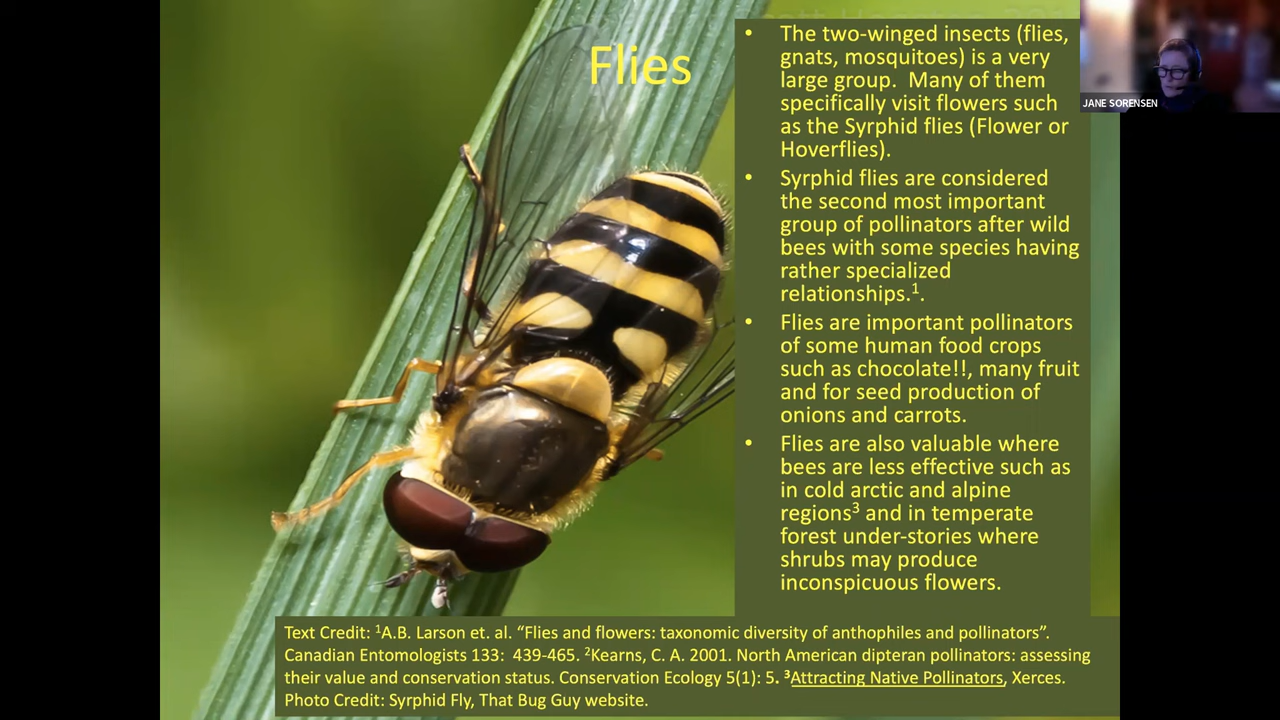 Flies
• The two-winged insects (flies,
gnats, mosquitoes) is a very
large group. Many of them
specifically visit flowers such
as the Syrphid flies (Flower or
Hoverflies).
• Syrphid flies are considered
the second most important
group of pollinators after wild
bees with some species having
rather specialized
relationships.¹.
• Flies are important pollinators
of some human food crops
such as chocolate!!, many fruit
and for seed production of
onions and carrots.
• Flies are also valuable where
bees are less effective such as
in cold arctic and alpine
regions³ and in temperate
forest under-stories where
shrubs may produce
inconspicuous flowers.
Text Credit: ¹A.B. Larson et. al. “Flies and flowers: taxonomic diversity of anthophiles and pollinators”.
Canadian Entomologists 133: 439-465. ²Kearns, C. A. 2001. North American dipteran pollinators: assessing
their value and conservation status. Conservation Ecology 5(1): 5. ³Attracting Native Pollinators, Xerces.
Photo Credit: Syrphid Fly, That Bug Guy website.
JANE SORENSEN